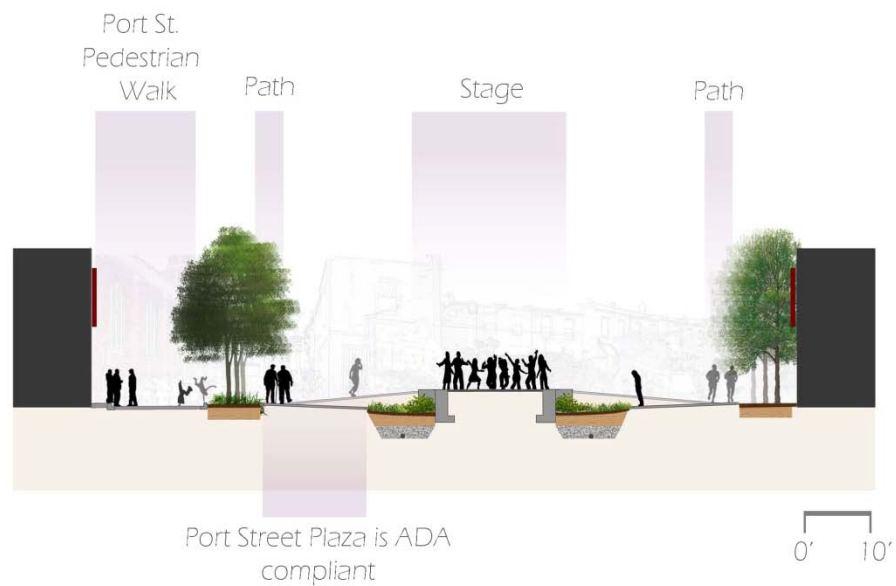 Port St.
Pedestrian
Walk
Path
Stage
Path
Port Street Plaza is ADA
compliant
0' 10'